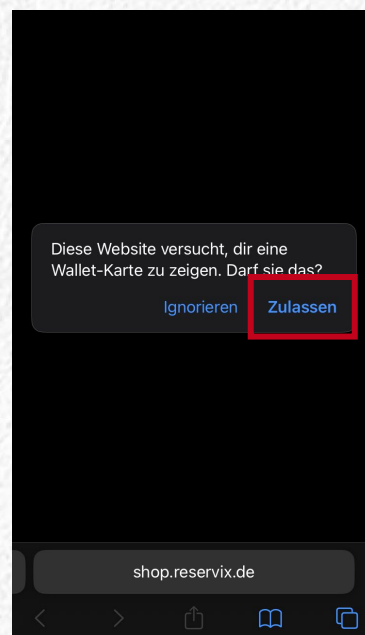 Diese Website versucht, dir eine
Wallet-Karte zu zeigen. Darf sie das?
Ignorieren Zulassen
shop.reservix.de